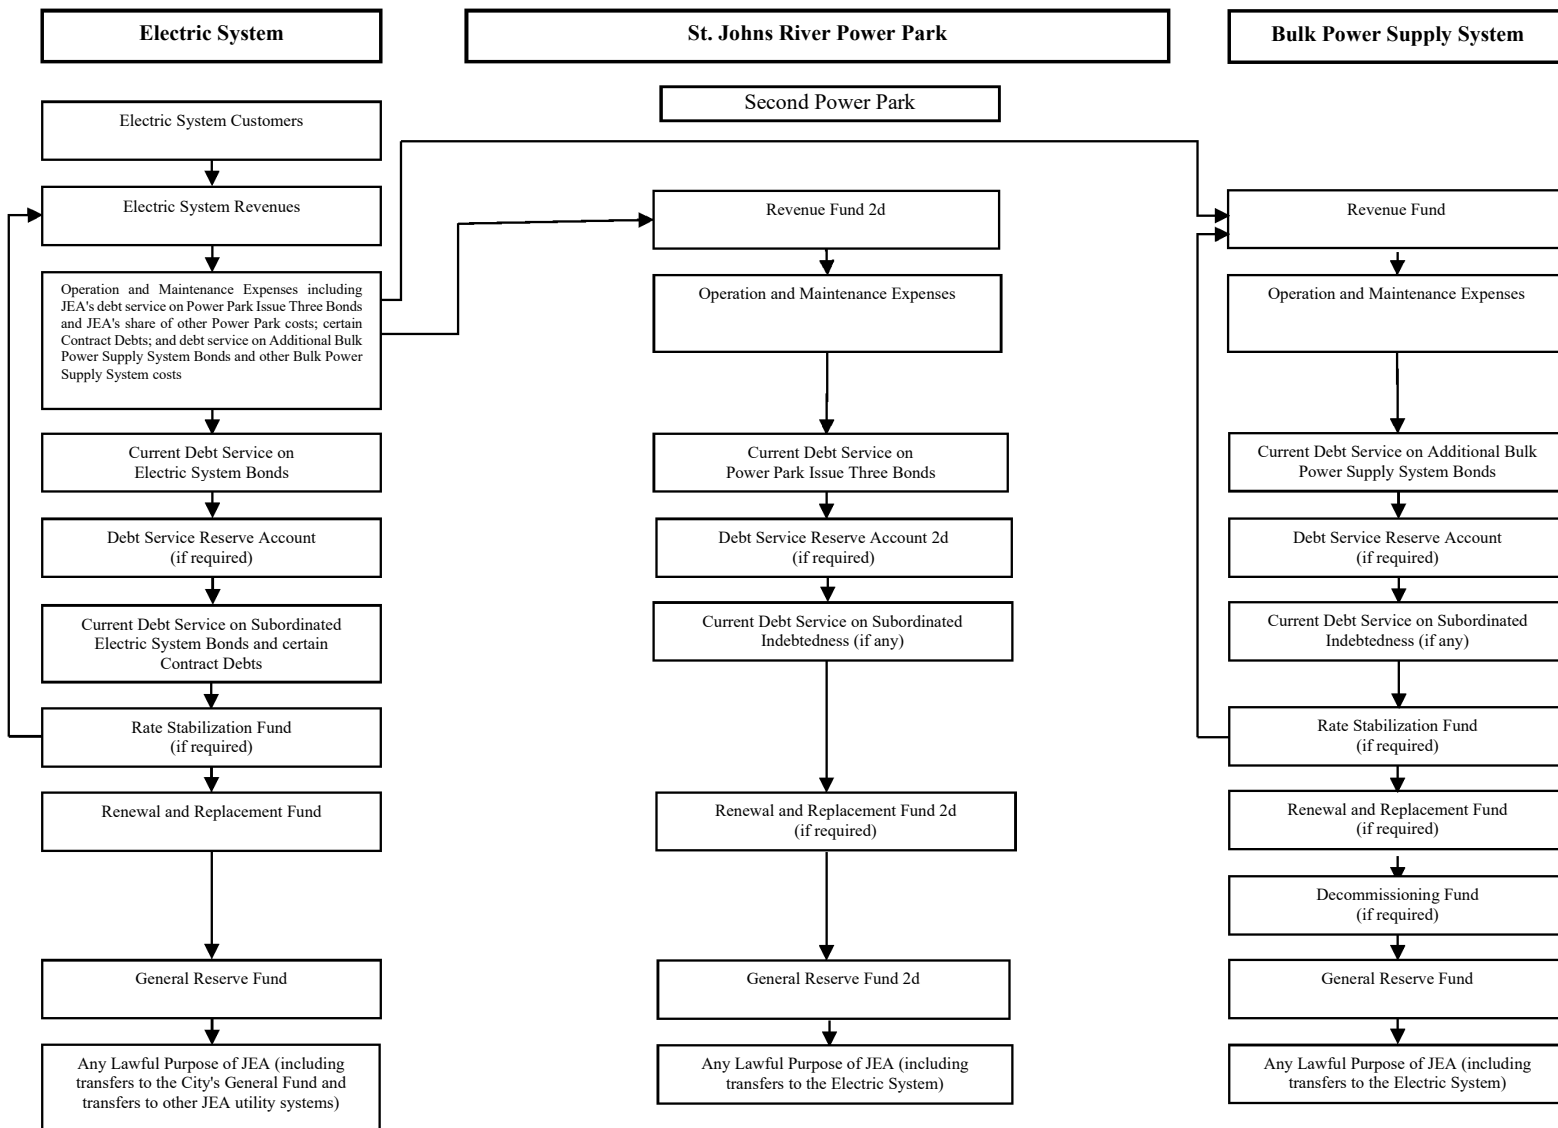 Electric System
St. Johns River Power Park
Bulk Power Supply System
Second Power Park
Electric System Customers
Electric System Revenues
Operation and Maintenance Expenses including
JEA's debt service on Power Park Issue Three Bonds
and JEA's share of other Power Park costs; certain
Contract Debts; and debt service on Additional Bulk
Power Supply System Bonds and other Bulk Power
Supply System costs
Current Debt Service on
Electric System Bonds
Debt Service Reserve Account
(if required)
Current Debt Service on Subordinated
Electric System Bonds and certain
Contract Debts
Rate Stabilization Fund
(if required)
Renewal and Replacement Fund
General Reserve Fund
Any Lawful Purpose of JEA (including
transfers to the City's General Fund and
transfers to other JEA utility systems)
Revenue Fund 2d
Operation and Maintenance Expenses
Current Debt Service on
Power Park Issue Three Bonds
Debt Service Reserve Account 2d
(if required)
Current Debt Service on Subordinated
Indebtedness (if any)
Renewal and Replacement Fund 2d
(if required)
General Reserve Fund 2d
Any Lawful Purpose of JEA (including
transfers to the Electric System)
Revenue Fund
Operation and Maintenance Expenses
Current Debt Service on Additional Bulk
Power Supply System Bonds
Debt Service Reserve Account
(if required)
Current Debt Service on Subordinated
Indebtedness (if any)
Rate Stabilization Fund
(if required)
Renewal and Replacement Fund
(if required)
Decommissioning Fund
(if required)
General Reserve Fund
Any Lawful Purpose of JEA (including
transfers to the Electric System)